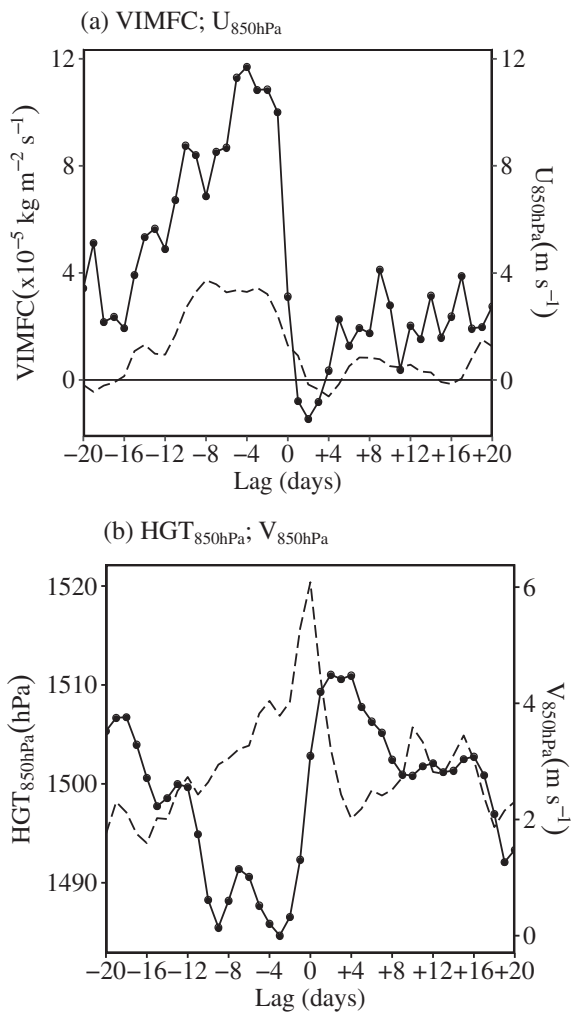 (a) VIMFC; U850hPa
12
8
4
0
12
8
4
0
VIMFC(x10−5 kg m−2 s−1)
U850hPa(m s−1)
−20 −16 −12 −8 −4 0 +4 +8 +12 +16 +20
Lag (days)
(b) HGT850hPa; V850hPa
1520
1510
1500
1490
6
4
2
0
HGT850hPa(hPa)
V850hPa(m s−1)
−20 −16 −12 −8 −4 0 +4 +8 +12 +16 +20
Lag (days)